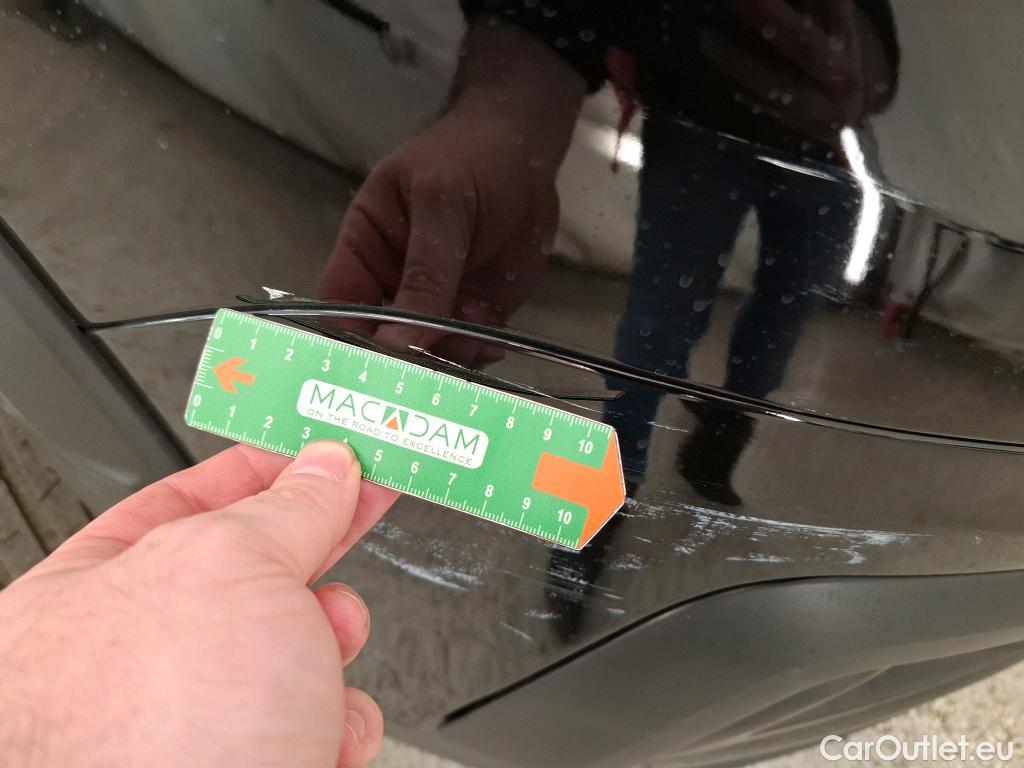 0 1 2 3 4 5 6 7 8 9 10
MACADAM
ON THE ROAD TO EXCELLENCE
0 1 2 3 4 5 6 7 8 9 10
CarOutlet.eu